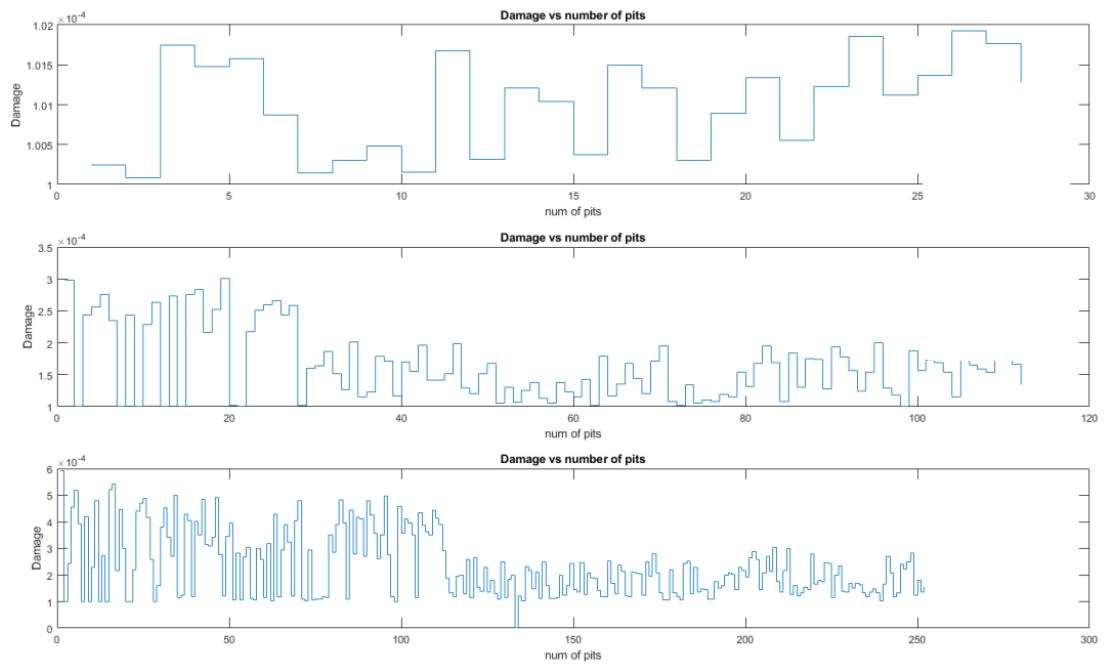 Damage vs number of pits
×10⁻⁴
1.02
1.015
1.01
1.005
1
Damage
0 5 10 15 20 25 30
num of pits
Damage vs number of pits
×10⁻⁴
3.5
3
2.5
2
1.5
1
Damage
0 20 40 60 80 100 120
num of pits
Damage vs number of pits
×10⁻⁴
6
5
4
3
2
1
0
Damage
0 50 100 150 200 250 300
num of pits